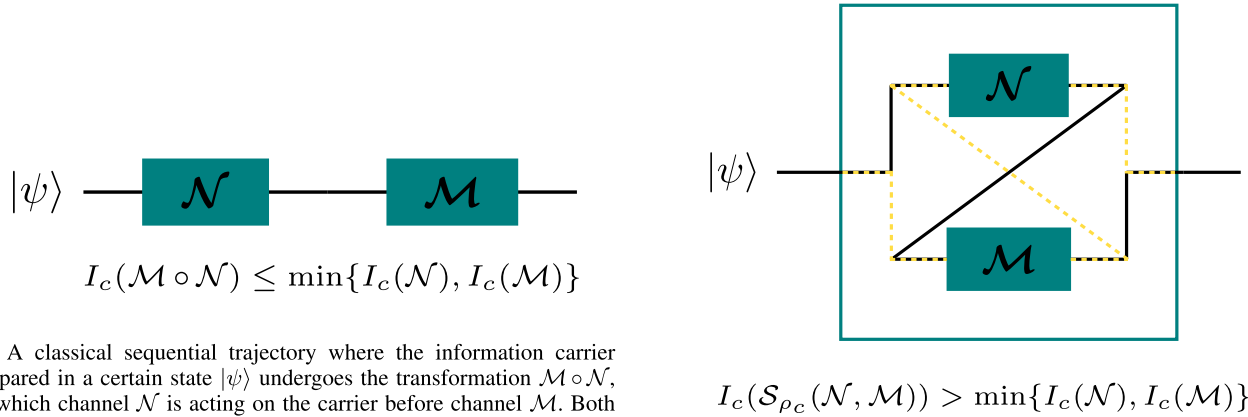 |ψ⟩
𝒩
ℳ
I_c(ℳ ∘ 𝒩) ≤ min{I_c(𝒩), I_c(ℳ)}
A classical sequential trajectory where the information carrier
pared in a certain state |ψ⟩ undergoes the transformation ℳ∘𝒩,
which channel 𝒩 is acting on the carrier before channel ℳ. Both
|ψ⟩
𝒩
ℳ
I_c(𝒮_{ρ_c}(𝒩, ℳ)) > min{I_c(𝒩), I_c(ℳ)}